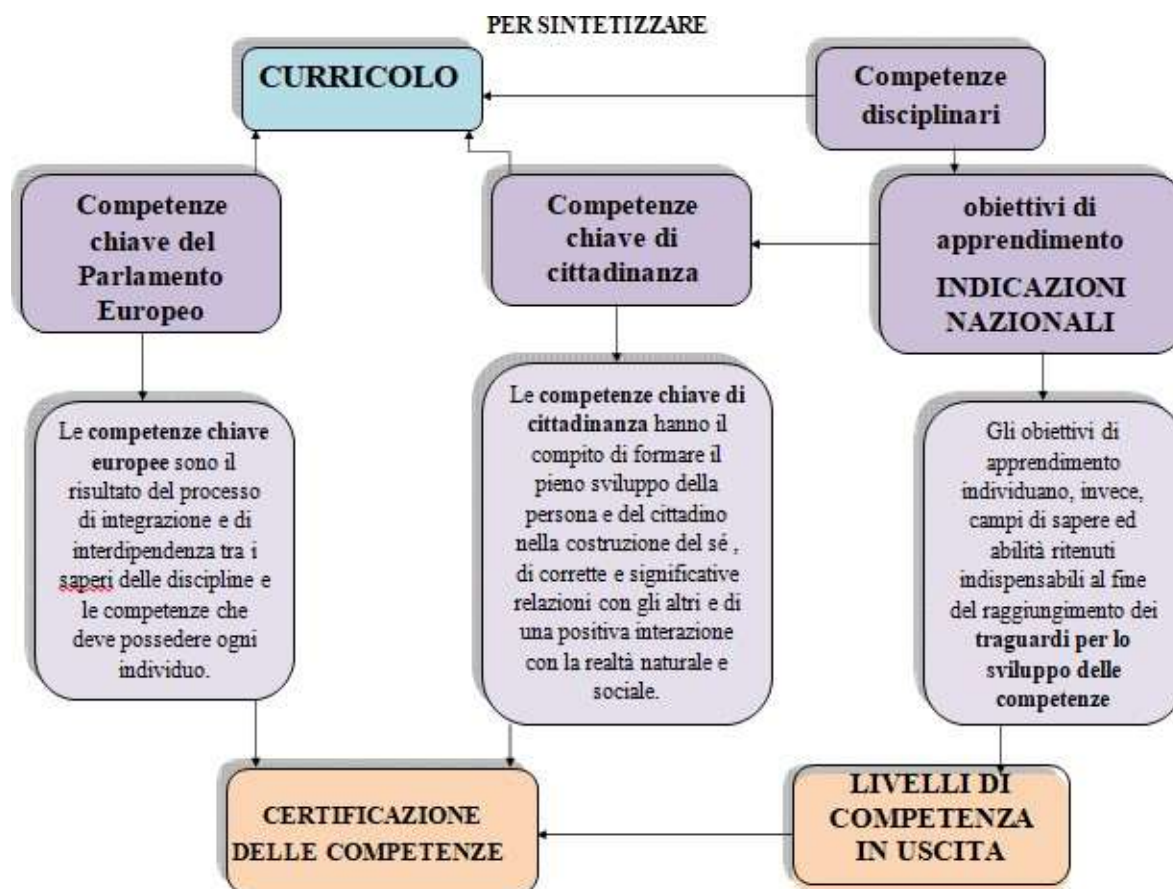 PER SINTETIZZARE
CURRICOLO
Competenze
disciplinari
Competenze
chiave del
Parlamento
Europeo
Competenze
chiave di
cittadinanza
obiettivi di
apprendimento
INDICAZIONI
NAZIONALI
Le competenze chiave
europee sono il
risultato del processo
di integrazione e di
interdipendenza tra i
saperi delle discipline e
le competenze che
deve possedere ogni
individuo.
Le competenze chiave di
cittadinanza hanno il
compito di formare il
pieno sviluppo della
persona e del cittadino
nella costruzione del sé ,
di corrette e significative
relazioni con gli altri e di
una positiva interazione
con la realtà naturale e
sociale.
Gli obiettivi di
apprendimento
individuano, invece,
campi di sapere ed
abilità ritenuti
indispensabili al fine
del raggiungimento dei
traguardi per lo
sviluppo delle
competenze
CERTIFICAZIONE
DELLE COMPETENZE
LIVELLI DI
COMPETENZA
IN USCITA